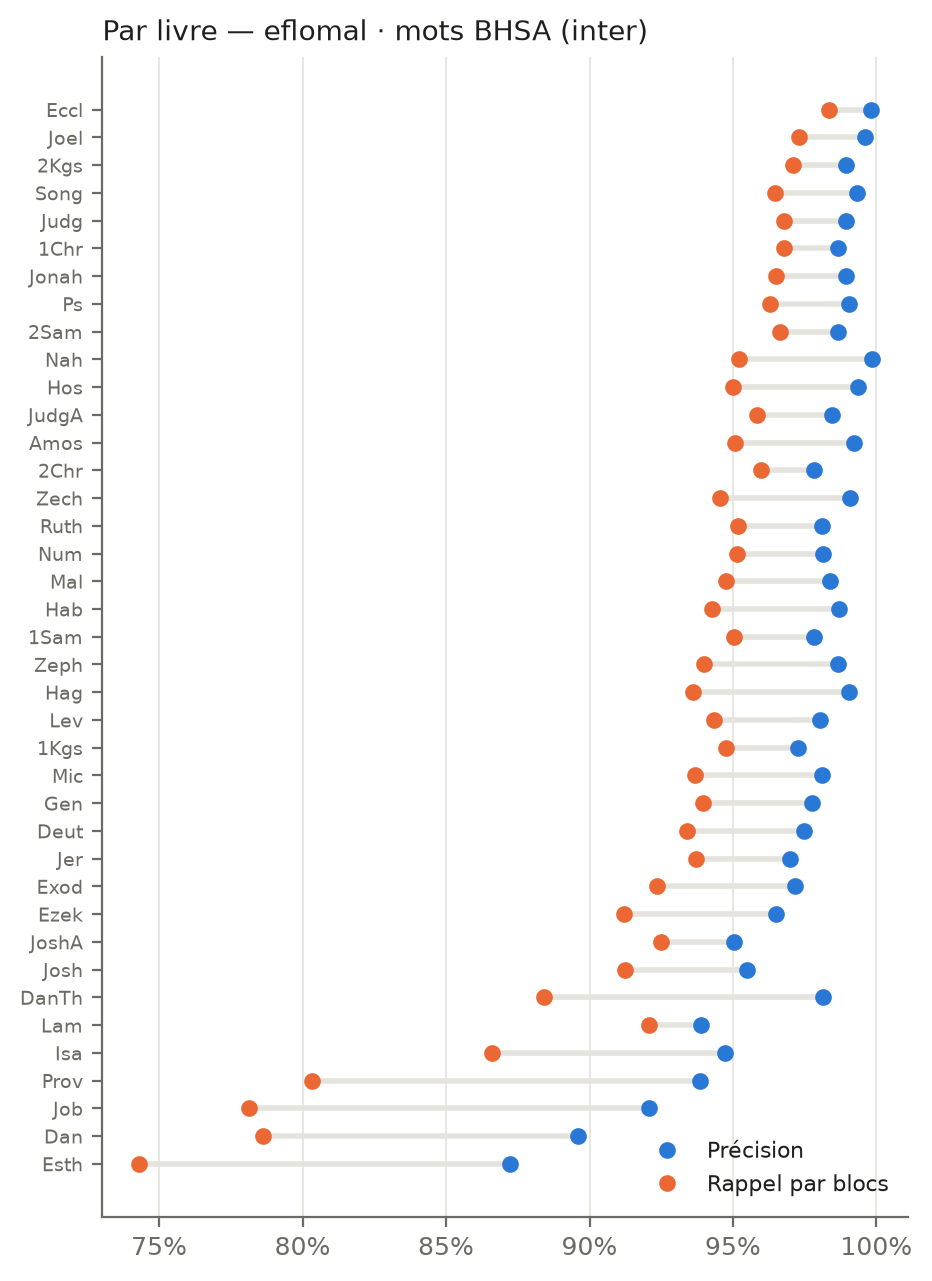 Par livre — eflomal · mots BHSA (inter)
Eccl
Joel
2Kgs
Song
Judg
1Chr
Jonah
Ps
2Sam
Nah
Hos
JudgA
Amos
2Chr
Zech
Ruth
Num
Mal
Hab
1Sam
Zeph
Hag
Lev
1Kgs
Mic
Gen
Deut
Jer
Exod
Ezek
JoshA
Josh
DanTh
Lam
Isa
Prov
Job
Dan
Esth
Précision
Rappel par blocs
75% 80% 85% 90% 95% 100%